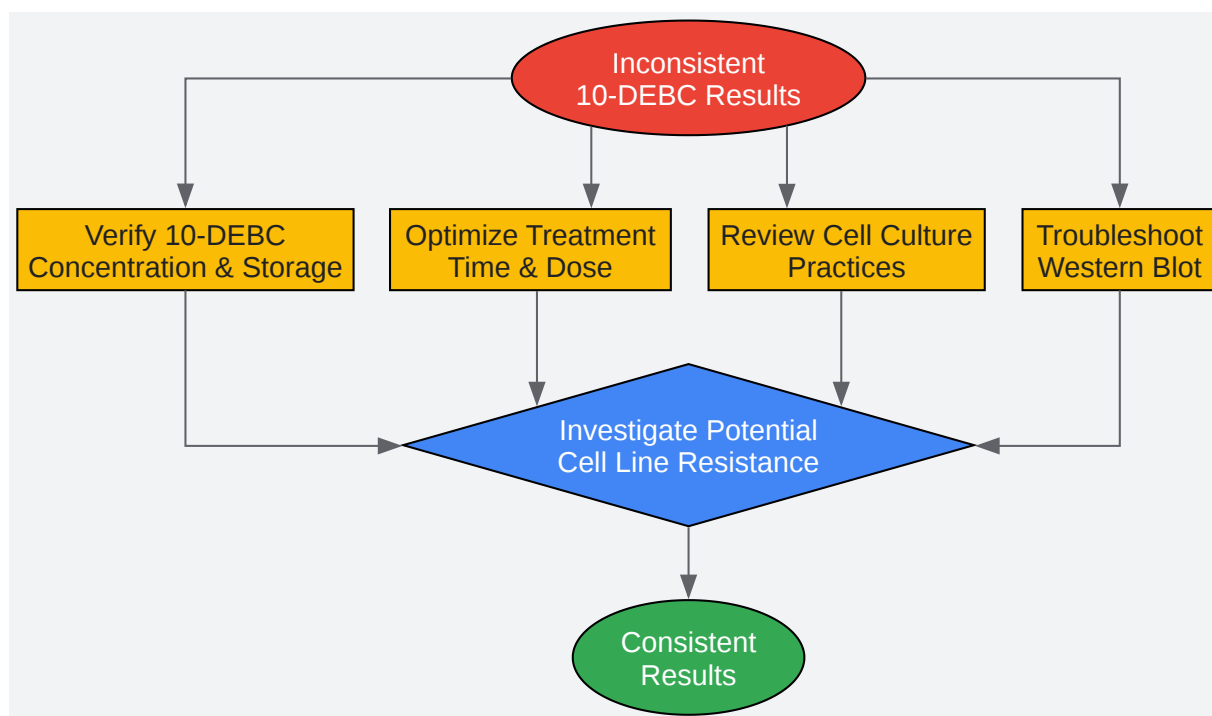 Inconsistent
10-DEBC Results
Verify 10-DEBC
Concentration & Storage
Optimize Treatment
Time & Dose
Review Cell Culture
Practices
Troubleshoot
Western Blot
Investigate Potential
Cell Line Resistance
Consistent
Results